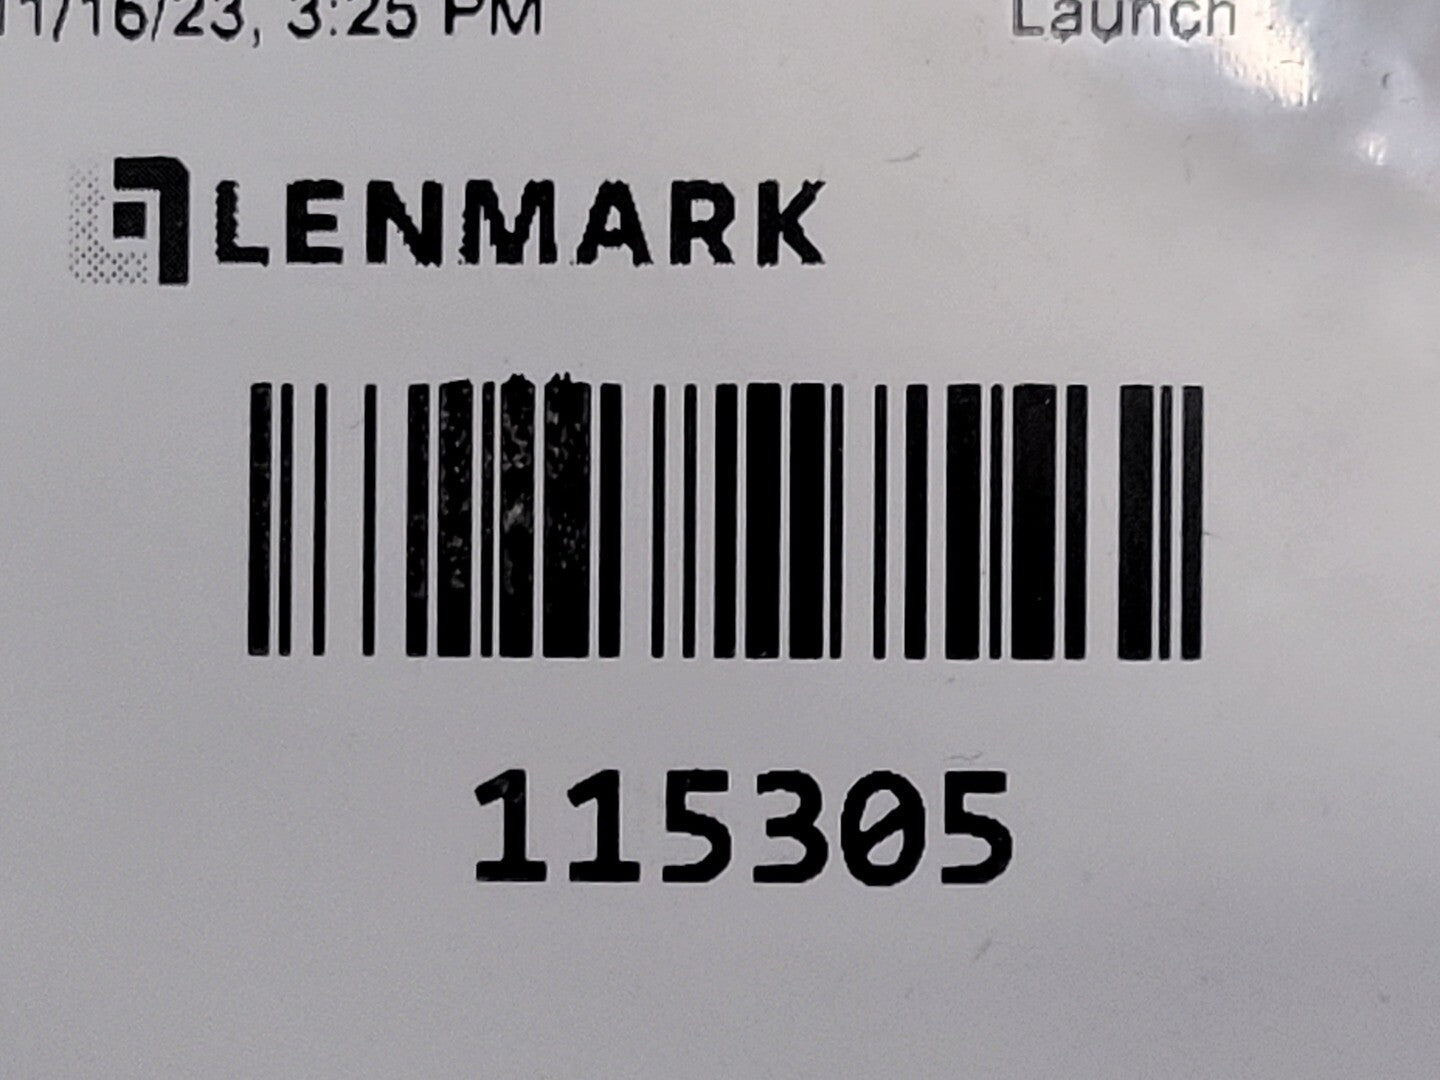 11/16/23, 3:25 PM
Launch
LENMARK
115305